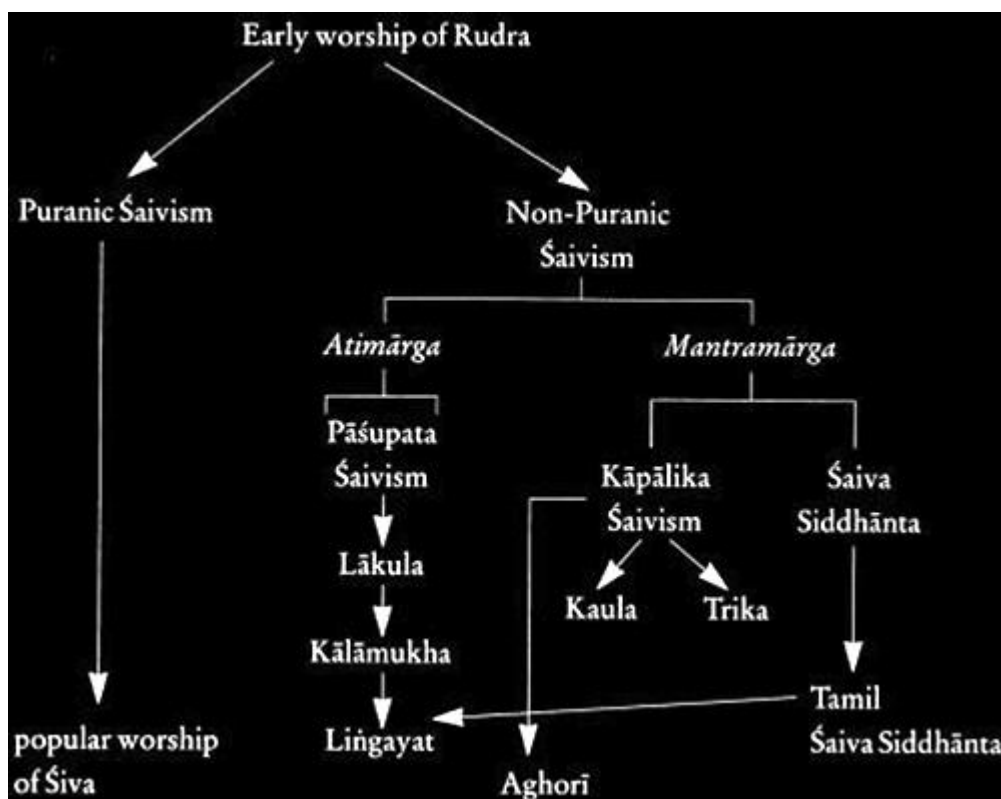 Early worship of Rudra
Puranic Śaivism
Non-Puranic
Śaivism
Atimārga
Mantramārga
Pāśupata
Śaivism
Kāpālika
Śaivism
Śaiva
Siddhānta
Lākula
Kaula
Trika
Kālāmukha
Tamil
Śaiva Siddhānta
popular worship
of Śiva
Liṅgayat
Aghorī